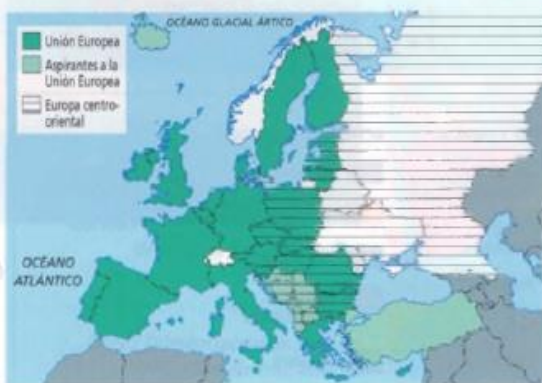 OCÉANO GLACIAL ÁRTICO
Unión Europea
Aspirantes a la
Unión Europea
Europa centro-
oriental
OCÉANO
ATLÁNTICO